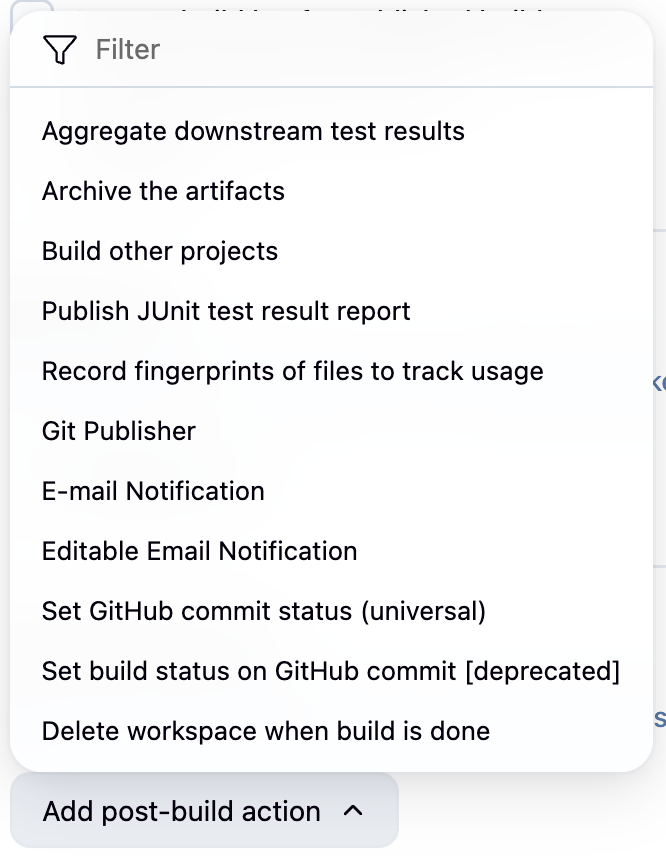 Filter
Aggregate downstream test results
Archive the artifacts
Build other projects
Publish JUnit test result report
Record fingerprints of files to track usage
Git Publisher
E-mail Notification
Editable Email Notification
Set GitHub commit status (universal)
Set build status on GitHub commit [deprecated]
Delete workspace when build is done
Add post-build action